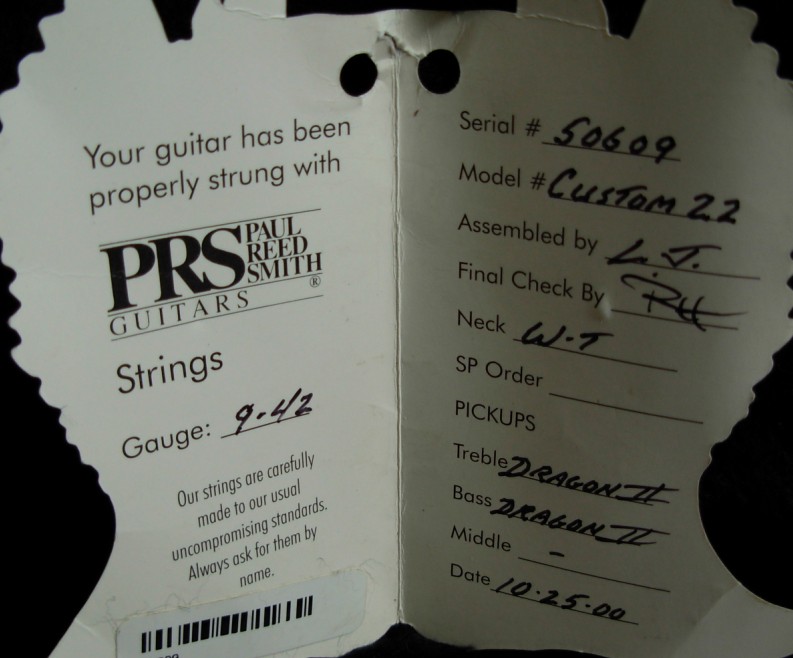 Your guitar has been
properly strung with
PRS PAUL
REED
SMITH
GUITARS ®
Strings
Gauge: 9-42
Our strings are carefully
made to our usual
uncompromising standards.
Always ask for them by
name.
Serial # 50609
Model # CUSTOM 22
Assembled by L.J.
Final Check By RH
Neck W-T
SP Order
PICKUPS
Treble DRAGON II
Bass DRAGON II
Middle -
Date 10-25-00